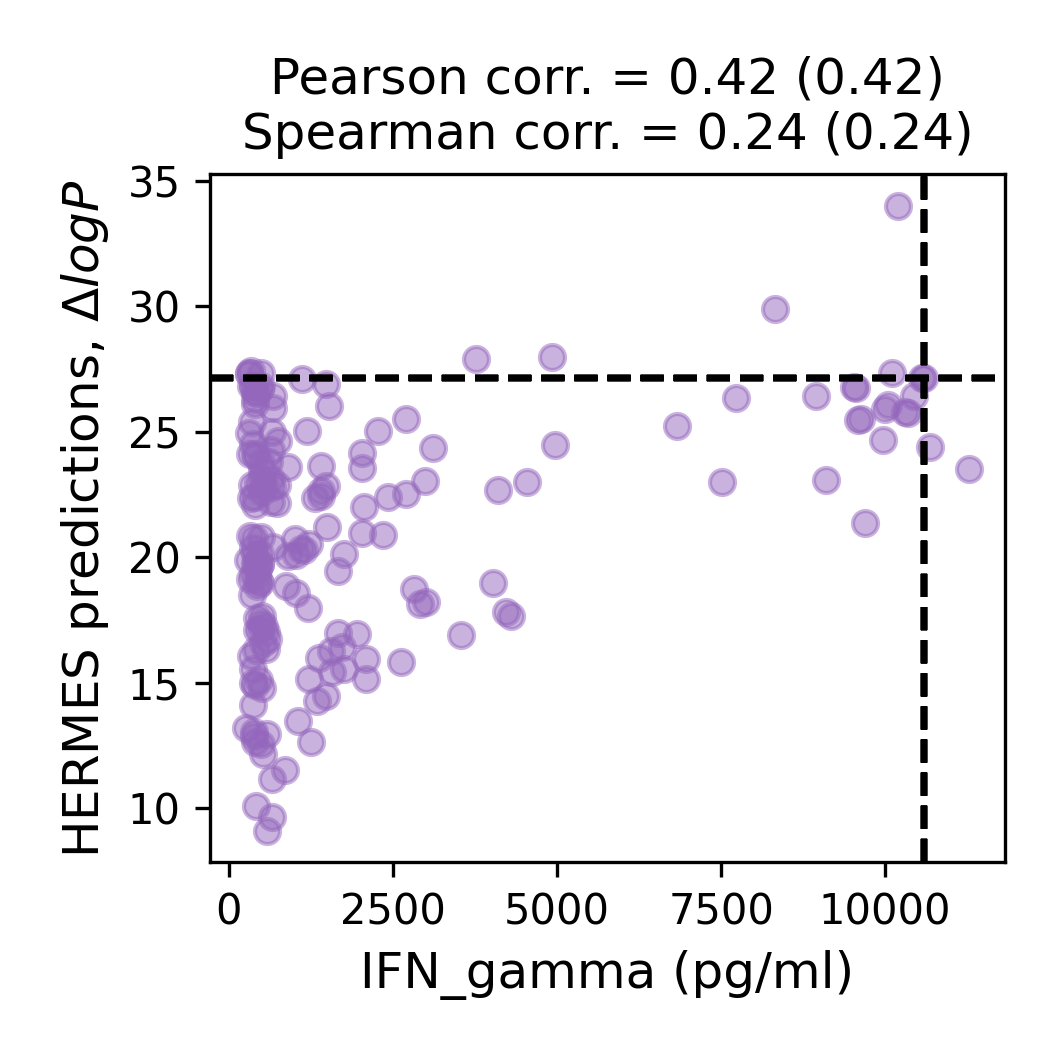 Pearson corr. = 0.42 (0.42)
Spearman corr. = 0.24 (0.24)
HERMES predictions, ΔlogP
35
30
25
20
15
10
0 2500 5000 7500 10000
IFN_gamma (pg/ml)